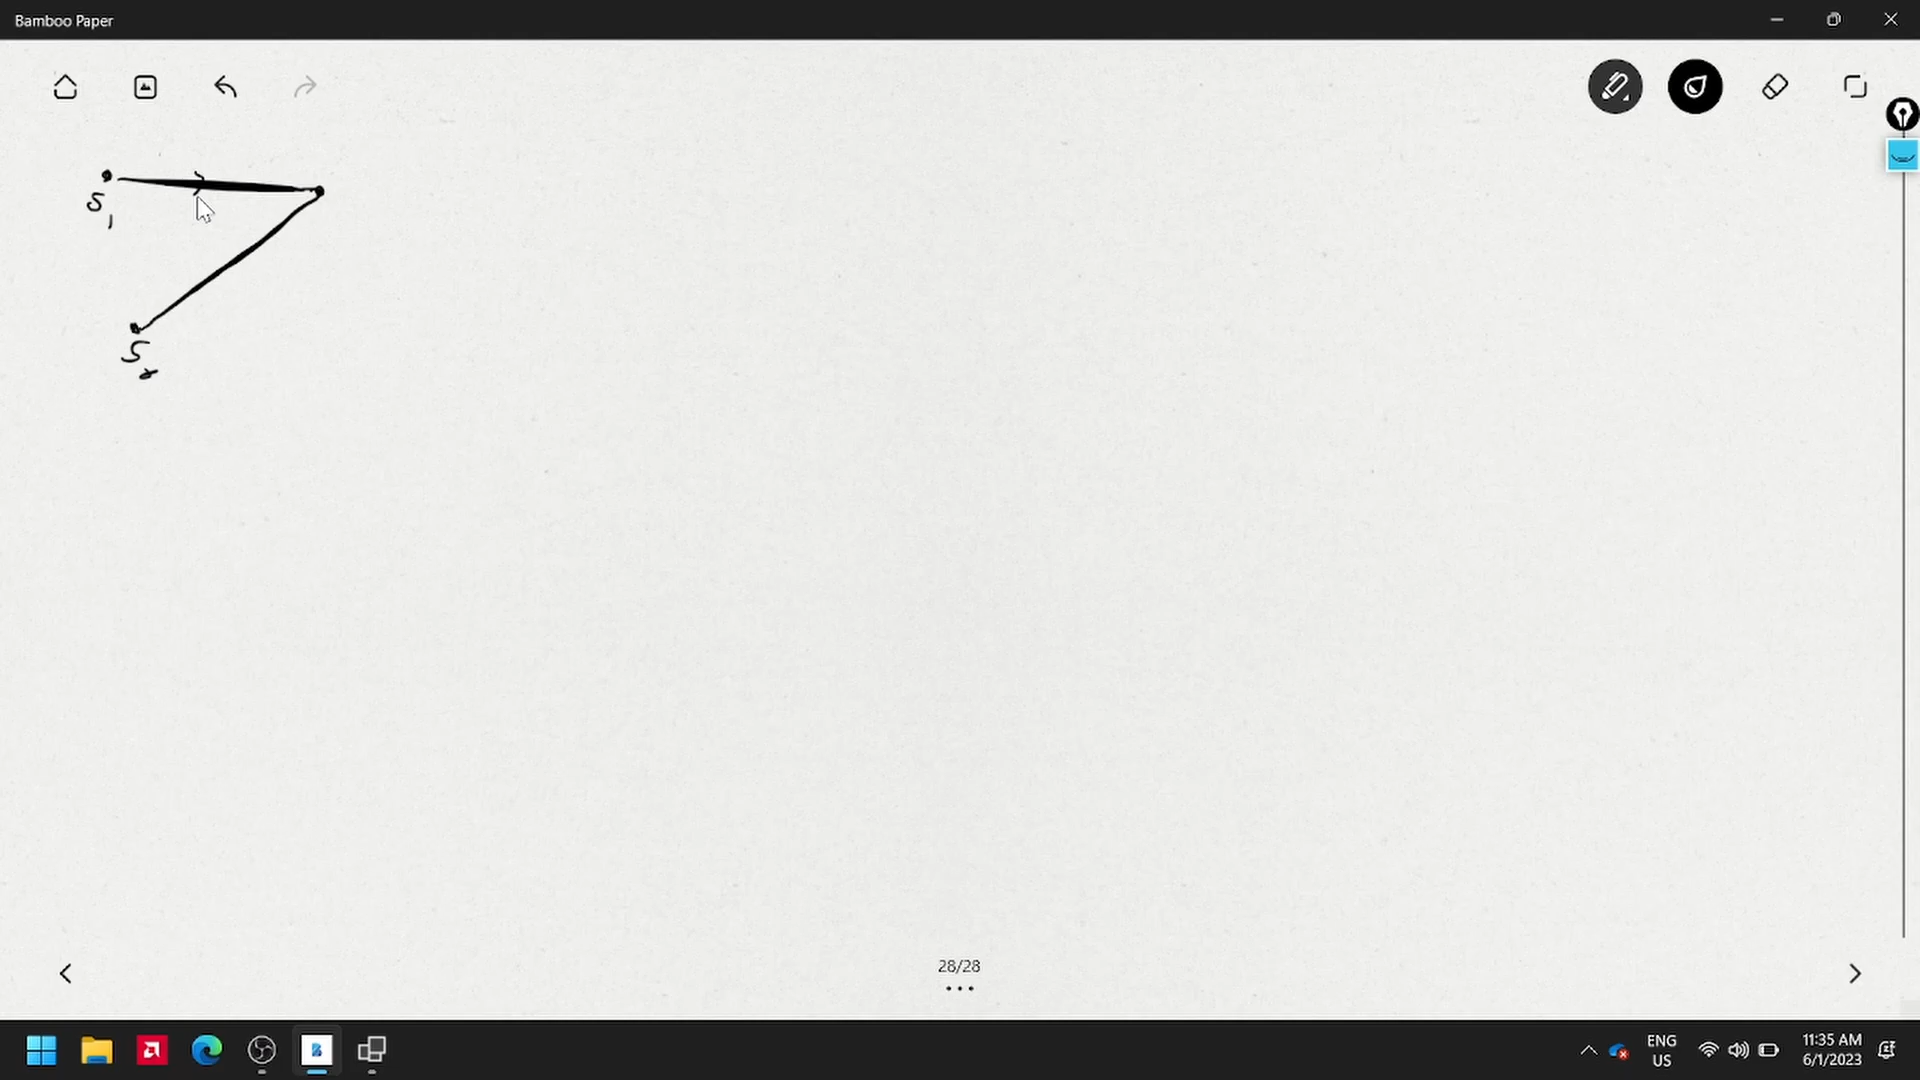 Bamboo Paper
S₁
S₂
28/28
ENG
US
11:35 AM
6/1/2023